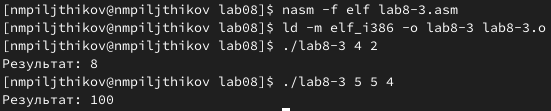 [nmpiljthikov@nmpiljthikov lab08]$ nasm -f elf lab8-3.asm
[nmpiljthikov@nmpiljthikov lab08]$ ld -m elf_i386 -o lab8-3 lab8-3.o
[nmpiljthikov@nmpiljthikov lab08]$ ./lab8-3 4 2
Результат: 8
[nmpiljthikov@nmpiljthikov lab08]$ ./lab8-3 5 5 4
Результат: 100